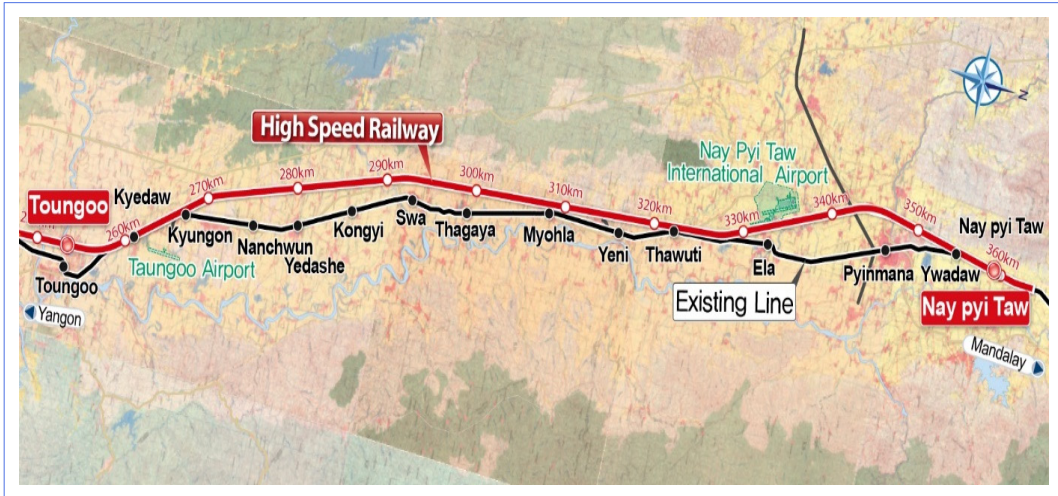 High Speed Railway
Nay Pyi Taw
International Airport
290km
280km
300km
270km
310km
Kyedaw
Toungoo
260km
320km
330km
340km
350km
Nay pyi Taw
360km
Kyungon
Nanchwun
Yedashe
Kongyi
Swa
Thagaya
Myohla
Yeni
Thawuti
Ela
Pyinmana
Ywadaw
Taungoo Airport
Toungoo
Existing Line
Nay pyi Taw
Yangon
Mandalay
N